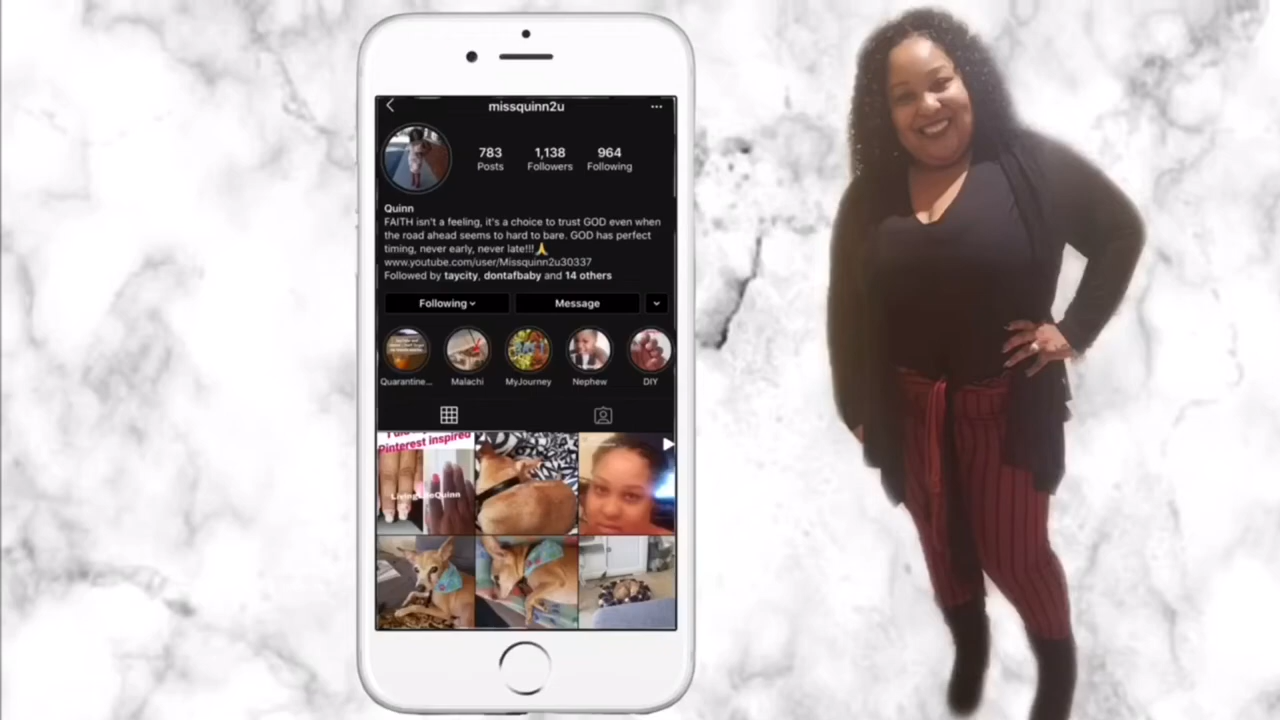 missquinn2u
783 1,138 964
Posts Followers Following
Quinn
FAITH isn't a feeling, it's a choice to trust GOD even when
the road ahead seems to hard to bare. GOD has perfect
timing, never early, never late!!!🙏
www.youtube.com/user/Missquinn2u30337
Followed by taycity, dontafbaby and 14 others
Following Message
Quarantine... Malachi MyJourney Nephew DIY
Pinterest inspired